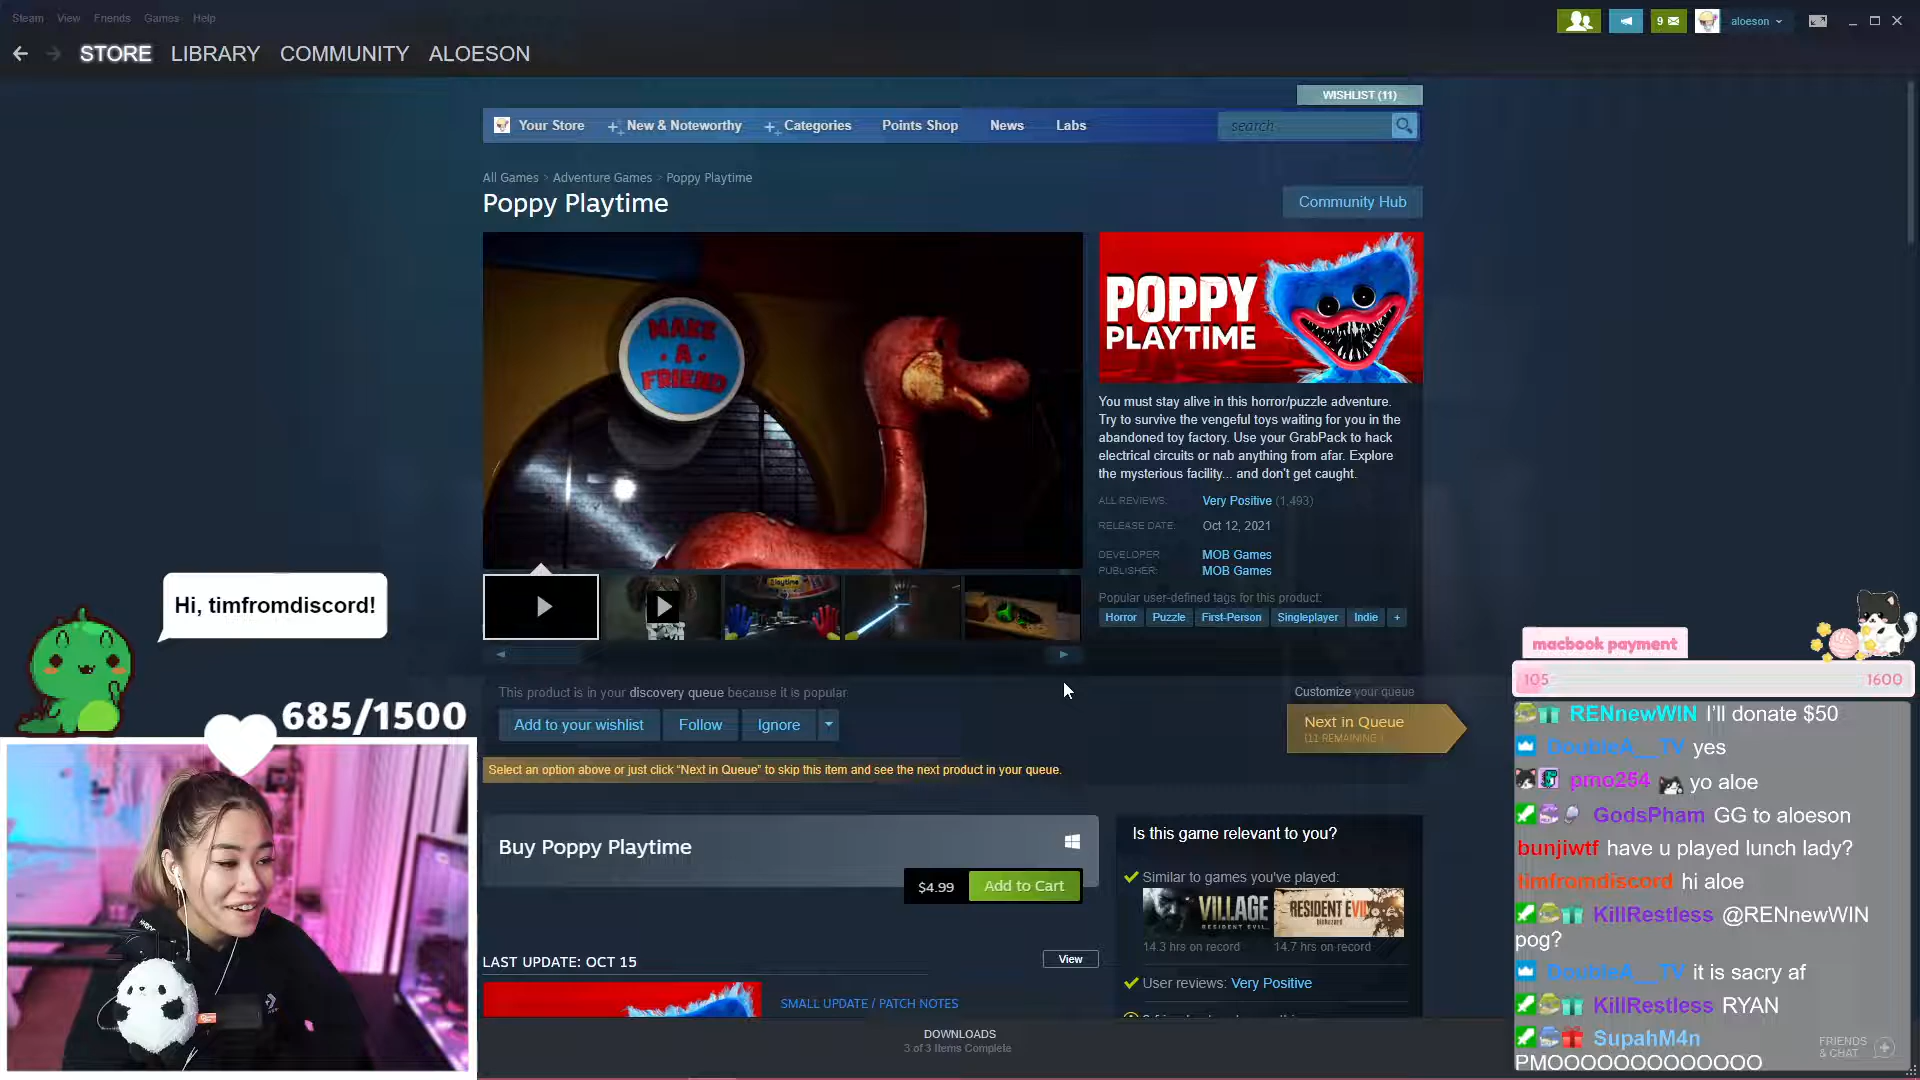 Steam View Friends Games Help
9
aloeson
STORE LIBRARY COMMUNITY ALOESON
WISHLIST (11)
Your Store New & Noteworthy Categories Points Shop News Labs
search
All Games > Adventure Games > Poppy Playtime
Poppy Playtime
Community Hub
MAKE
· A ·
FRIEND
POPPY
PLAYTIME
You must stay alive in this horror/puzzle adventure.
Try to survive the vengeful toys waiting for you in the
abandoned toy factory. Use your GrabPack to hack
electrical circuits or nab anything from afar. Explore
the mysterious facility... and don't get caught.
ALL REVIEWS: Very Positive (1,493)
RELEASE DATE: Oct 12, 2021
DEVELOPER: MOB Games
PUBLISHER: MOB Games
Popular user-defined tags for this product:
Horror Puzzle First-Person Singleplayer Indie +
Playtime
This product is in your discovery queue because it is popular
Add to your wishlist Follow Ignore
Customize your queue
Next in Queue
(11 REMAINING )
Select an option above or just click “Next in Queue” to skip this item and see the next product in your queue.
Buy Poppy Playtime
$4.99 Add to Cart
Is this game relevant to you?
Similar to games you've played:
VILLAGE
RESIDENT EVIL
RESIDENT EVIL
biohazard
14.3 hrs on record 14.7 hrs on record
User reviews: Very Positive
LAST UPDATE: OCT 15
View
SMALL UPDATE / PATCH NOTES
DOWNLOADS
3 of 3 Items Complete
FRIENDS
& CHAT
Hi, timfromdiscord!
685/1500
macbook payment
105 1600
RENnewWIN I’ll donate $50
DoubleA__TV yes
pmo254 yo aloe
GodsPham GG to aloeson
bunjiwtf have u played lunch lady?
timfromdiscord hi aloe
KillRestless @RENnewWIN
pog?
DoubleA__TV it is sacry af
KillRestless RYAN
SupahM4n
PMOOOOOOOOOOOOO